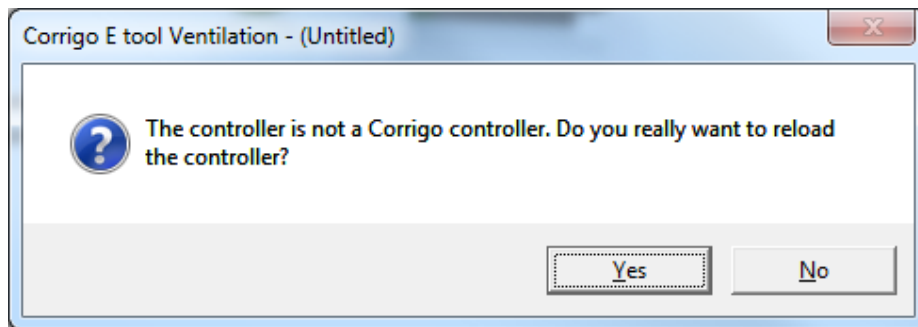 Corrigo E tool Ventilation - (Untitled)
The controller is not a Corrigo controller. Do you really want to reload
the controller?
Yes
No